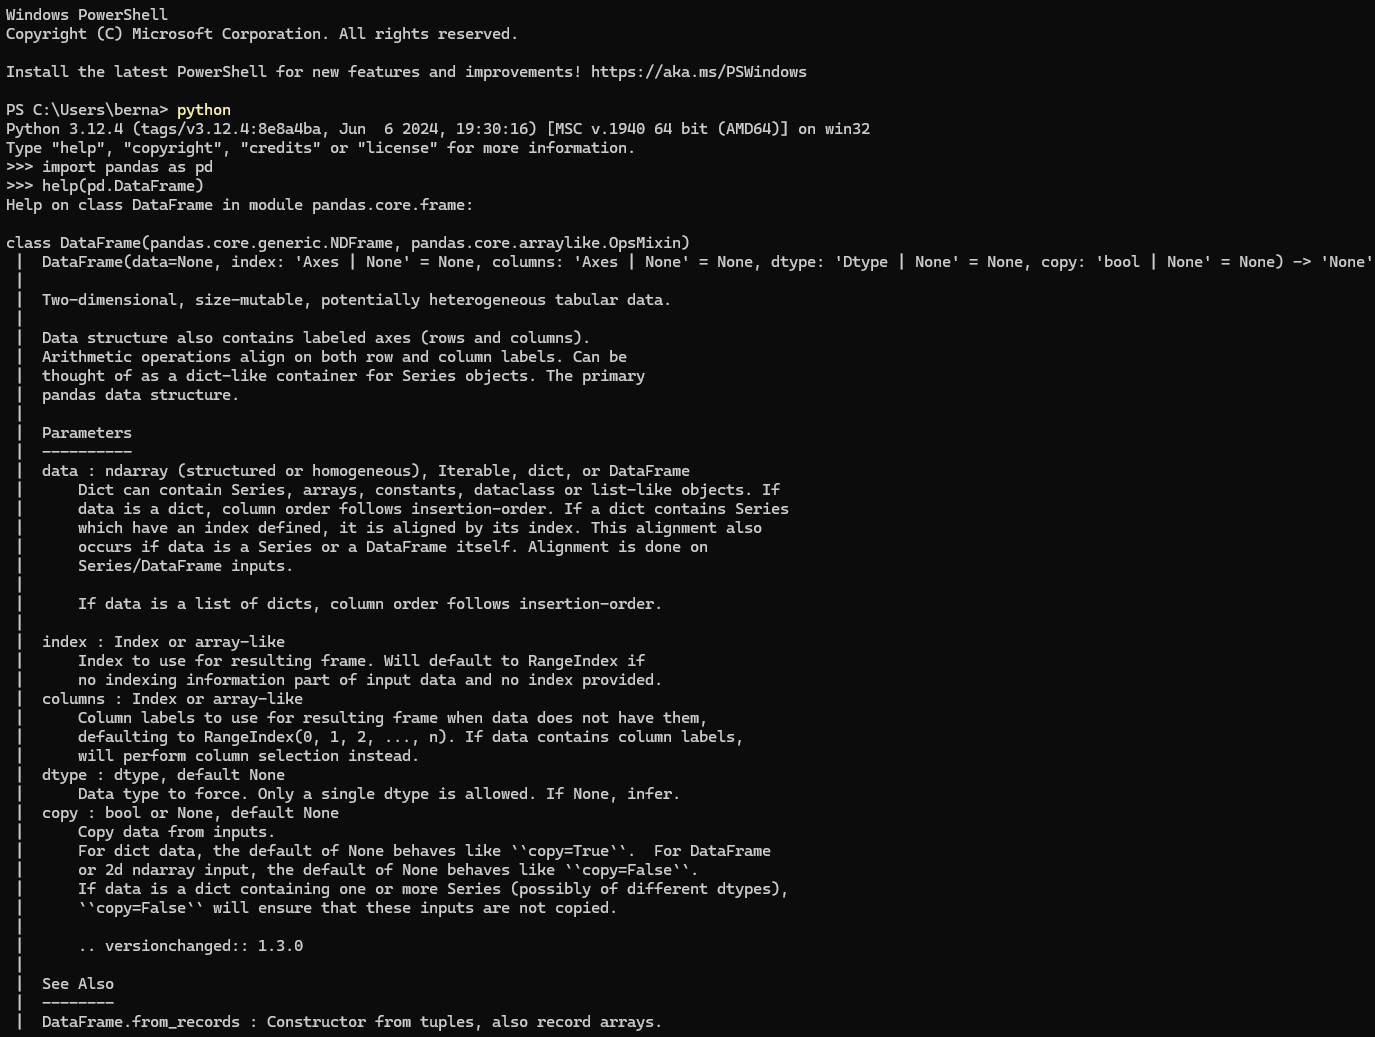 Windows PowerShell
Copyright (C) Microsoft Corporation. All rights reserved.

Install the latest PowerShell for new features and improvements! https://aka.ms/PSWindows

PS C:\Users\berna> python
Python 3.12.4 (tags/v3.12.4:8e8a4ba, Jun  6 2024, 19:30:16) [MSC v.1940 64 bit (AMD64)] on win32
Type "help", "copyright", "credits" or "license" for more information.
>>> import pandas as pd
>>> help(pd.DataFrame)
Help on class DataFrame in module pandas.core.frame:

class DataFrame(pandas.core.generic.NDFrame, pandas.core.arraylike.OpsMixin)
 |  DataFrame(data=None, index: 'Axes | None' = None, columns: 'Axes | None' = None, dtype: 'Dtype | None' = None, copy: 'bool | None' = None) -> 'None'
 |
 |  Two-dimensional, size-mutable, potentially heterogeneous tabular data.
 |
 |  Data structure also contains labeled axes (rows and columns).
 |  Arithmetic operations align on both row and column labels. Can be
 |  thought of as a dict-like container for Series objects. The primary
 |  pandas data structure.
 |
 |  Parameters
 |  ----------
 |  data : ndarray (structured or homogeneous), Iterable, dict, or DataFrame
 |      Dict can contain Series, arrays, constants, dataclass or list-like objects. If
 |      data is a dict, column order follows insertion-order. If a dict contains Series
 |      which have an index defined, it is aligned by its index. This alignment also
 |      occurs if data is a Series or a DataFrame itself. Alignment is done on
 |      Series/DataFrame inputs.
 |
 |      If data is a list of dicts, column order follows insertion-order.
 |
 |  index : Index or array-like
 |      Index to use for resulting frame. Will default to RangeIndex if
 |      no indexing information part of input data and no index provided.
 |  columns : Index or array-like
 |      Column labels to use for resulting frame when data does not have them,
 |      defaulting to RangeIndex(0, 1, 2, ..., n). If data contains column labels,
 |      will perform column selection instead.
 |  dtype : dtype, default None
 |      Data type to force. Only a single dtype is allowed. If None, infer.
 |  copy : bool or None, default None
 |      Copy data from inputs.
 |      For dict data, the default of None behaves like ``copy=True``.  For DataFrame
 |      or 2d ndarray input, the default of None behaves like ``copy=False``.
 |      If data is a dict containing one or more Series (possibly of different dtypes),
 |      ``copy=False`` will ensure that these inputs are not copied.
 |
 |      .. versionchanged:: 1.3.0
 |
 |  See Also
 |  --------
 |  DataFrame.from_records : Constructor from tuples, also record arrays.